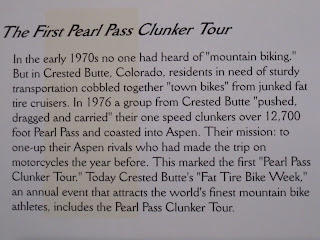 The First Pearl Pass Clunker Tour
In the early 1970s no one had heard of "mountain biking."
But in Crested Butte, Colorado, residents in need of sturdy
transportation cobbled together "town bikes" from junked fat
tire cruisers. In 1976 a group from Crested Butte "pushed,
dragged and carried" their one speed clunkers over 12,700
foot Pearl Pass and coasted into Aspen. Their mission: to
one-up their Aspen rivals who had made the trip on
motorcycles the year before. This marked the first "Pearl Pass
Clunker Tour." Today Crested Butte's "Fat Tire Bike Week,"
an annual event that attracts the world's finest mountain bike
athletes, includes the Pearl Pass Clunker Tour.